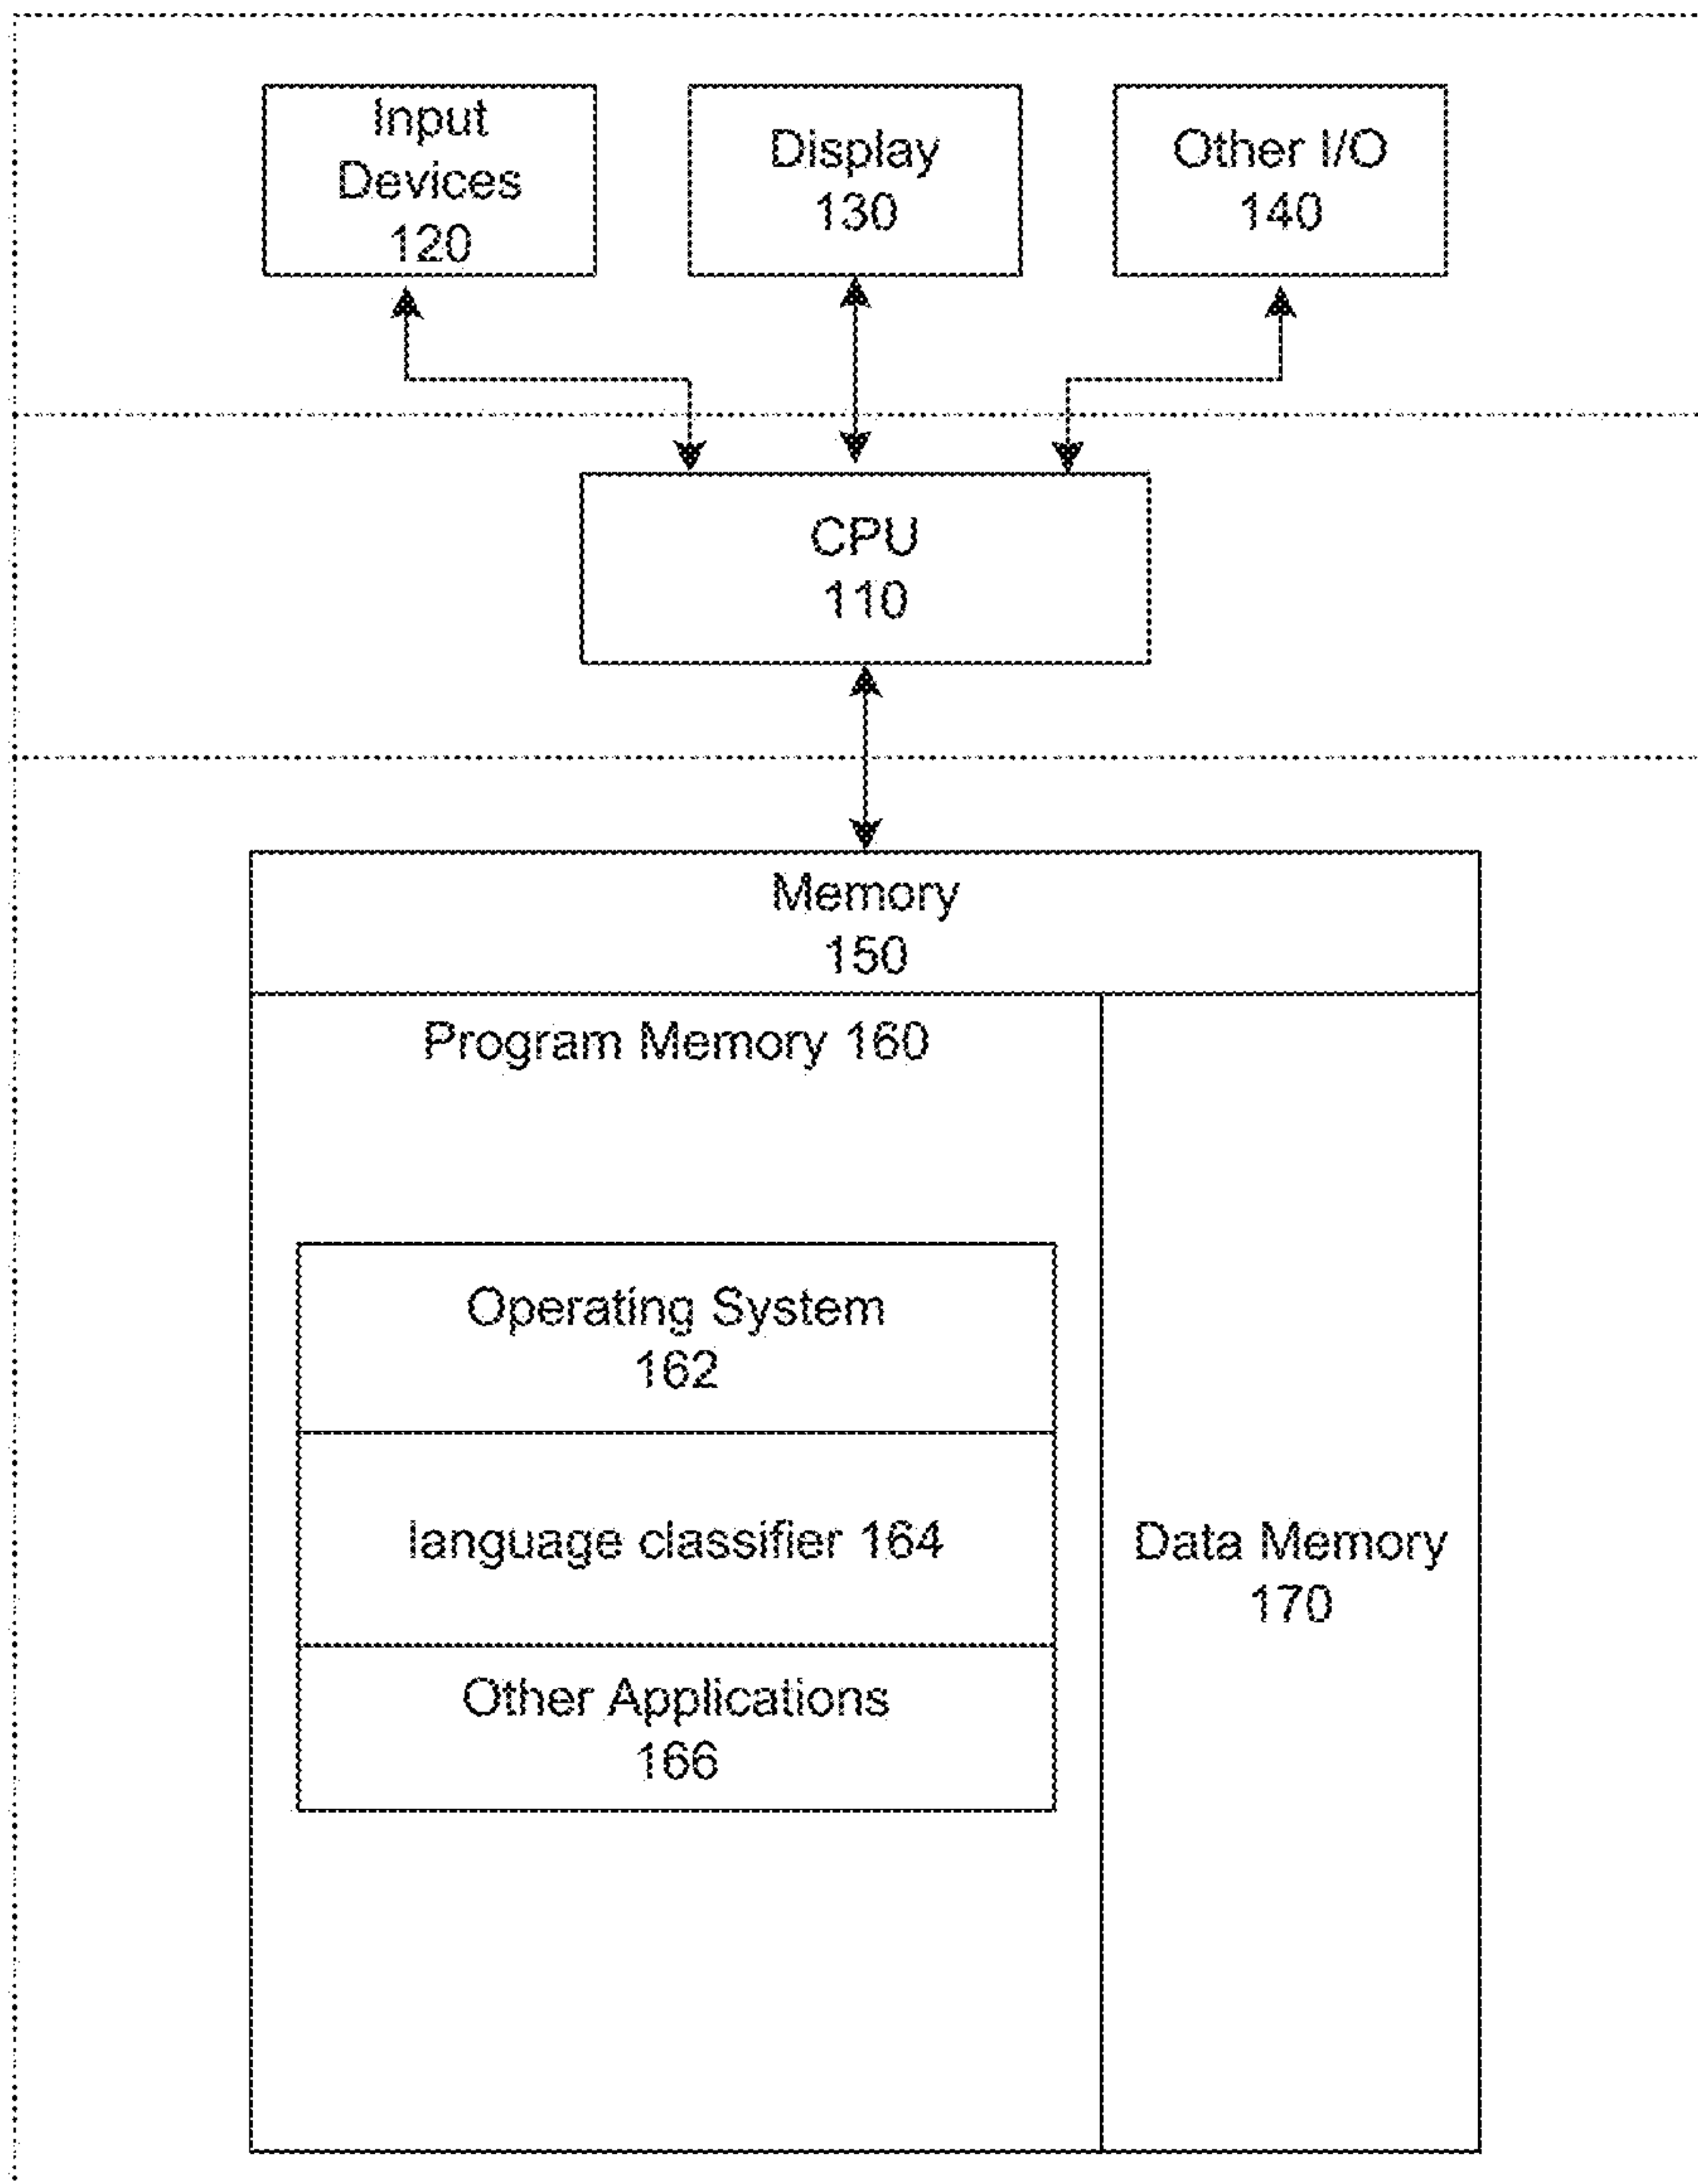 Input
Devices
120
Display
130
Other I/O
140
CPU
110
Memory
150
Program Memory 160
Operating System
162
language classifier 164
Other Applications
166
Data Memory
170